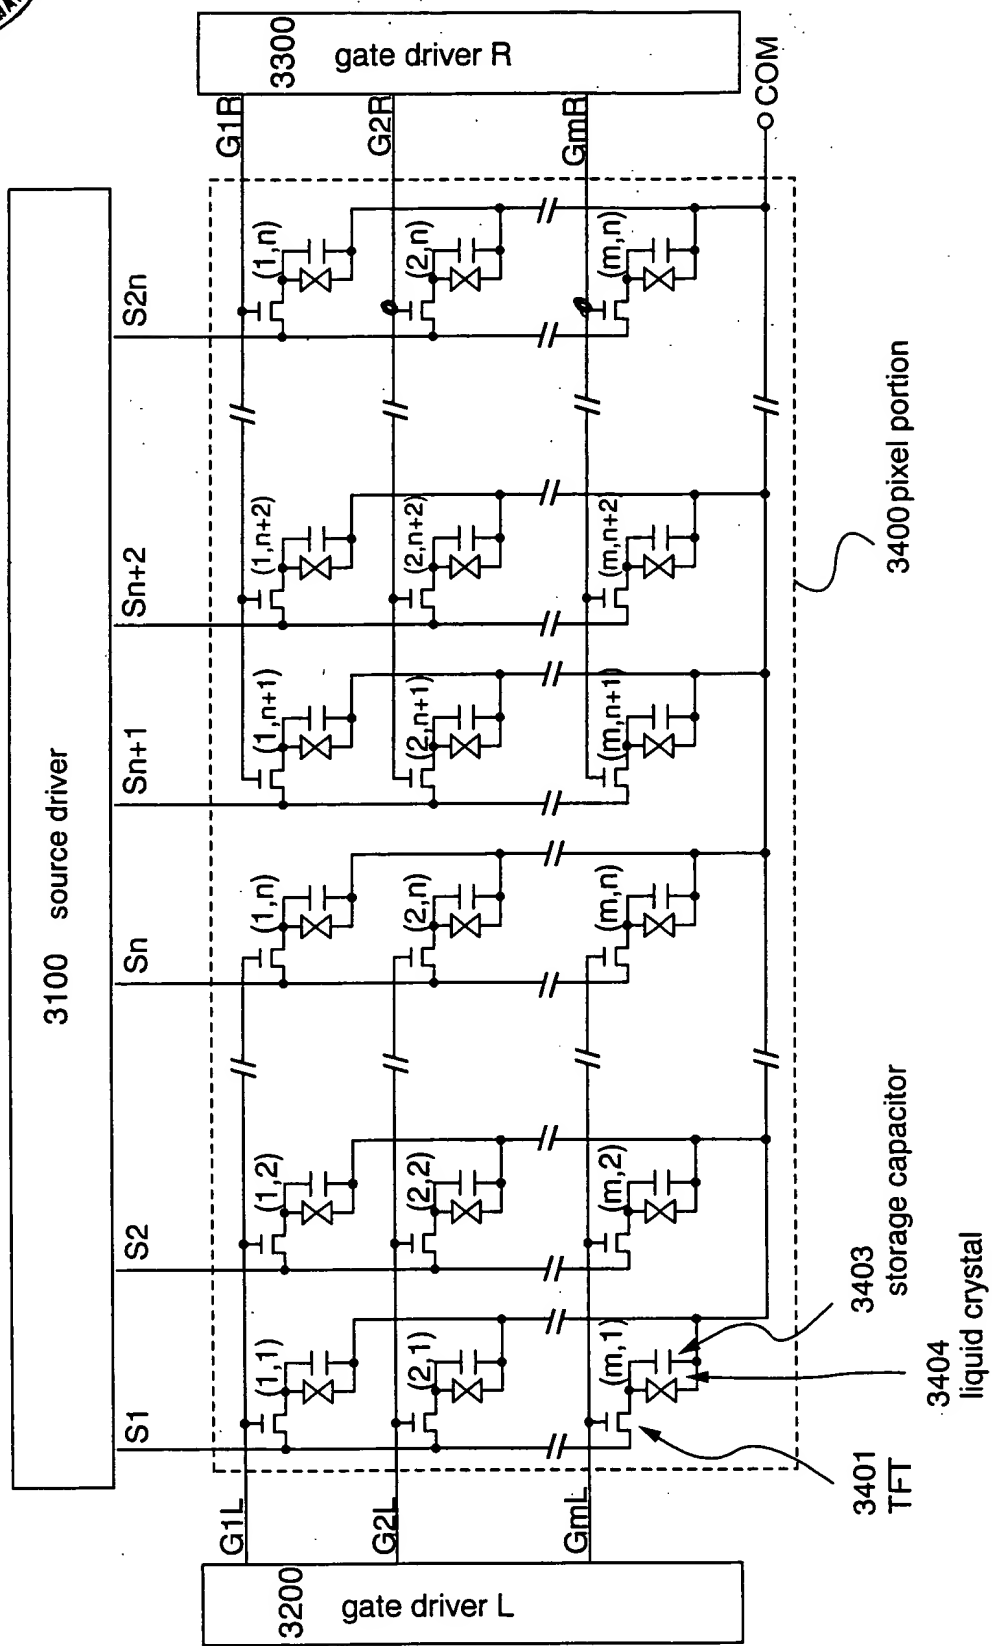 3100 source driver
S1
S2
Sn
Sn+1
Sn+2
S2n
3200
gate driver L
3300
gate driver R
G1L
G2L
GmL
G1R
G2R
GmR
(1,1)
(1,2)
(1,n)
(1,n+1)
(1,n+2)
(1,n)
(2,1)
(2,2)
(2,n)
(2,n+1)
(2,n+2)
(2,n)
(m,1)
(m,2)
(m,n)
(m,n+1)
(m,n+2)
(m,n)
COM
3401
TFT
3404
liquid crystal
3403
storage capacitor
3400 pixel portion